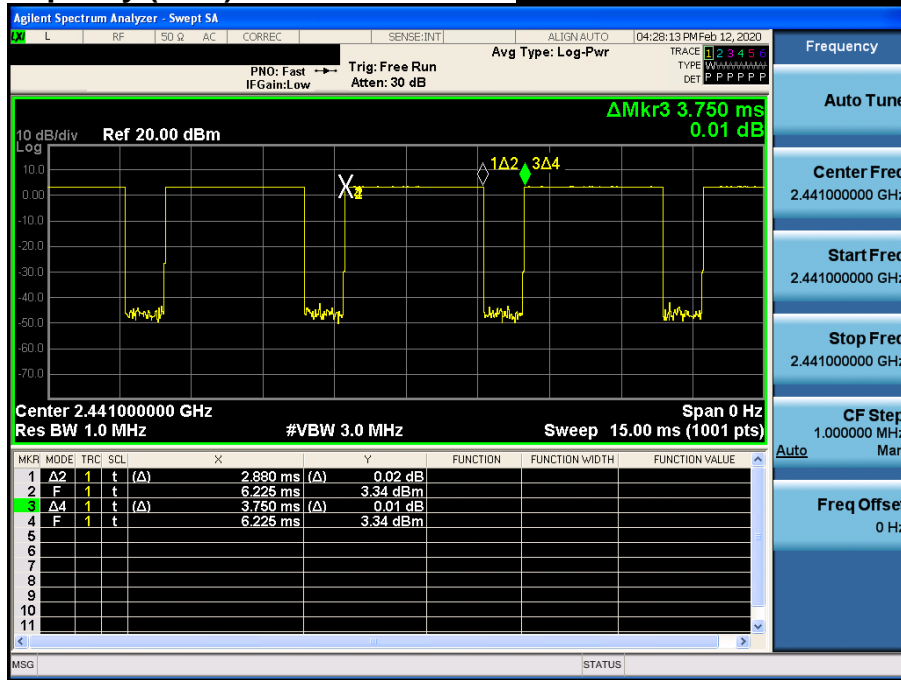 Agilent Spectrum Analyzer - Swept SA
LXI L RF 50 Ω AC CORREC SENSE:INT ALIGN AUTO 04:28:13 PM Feb 12, 2020
Avg Type: Log-Pwr TRACE 1 2 3 4 5 6
PNO: Fast Trig: Free Run TYPE W
IFGain:Low Atten: 30 dB DET P P P P P P
ΔMkr3 3.750 ms
0.01 dB
10 dB/div Ref 20.00 dBm
Log
1Δ2 3Δ4
10.0
0.00
-10.0
-20.0
-30.0
-40.0
-50.0
-60.0
-70.0
Center 2.441000000 GHz Span 0 Hz
Res BW 1.0 MHz #VBW 3.0 MHz Sweep 15.00 ms (1001 pts)
MKR MODE TRC SCL X Y FUNCTION FUNCTION WIDTH FUNCTION VALUE
1 Δ2 1 t (Δ) 2.880 ms (Δ) 0.02 dB
2 F 1 t 6.225 ms 3.34 dBm
3 Δ4 1 t (Δ) 3.750 ms (Δ) 0.01 dB
4 F 1 t 6.225 ms 3.34 dBm
5
6
7
8
9
10
11
MSG STATUS
Frequency
Auto Tune
Center Freq
2.441000000 GHz
Start Freq
2.441000000 GHz
Stop Freq
2.441000000 GHz
CF Step
1.000000 MHz
Auto Man
Freq Offset
0 Hz